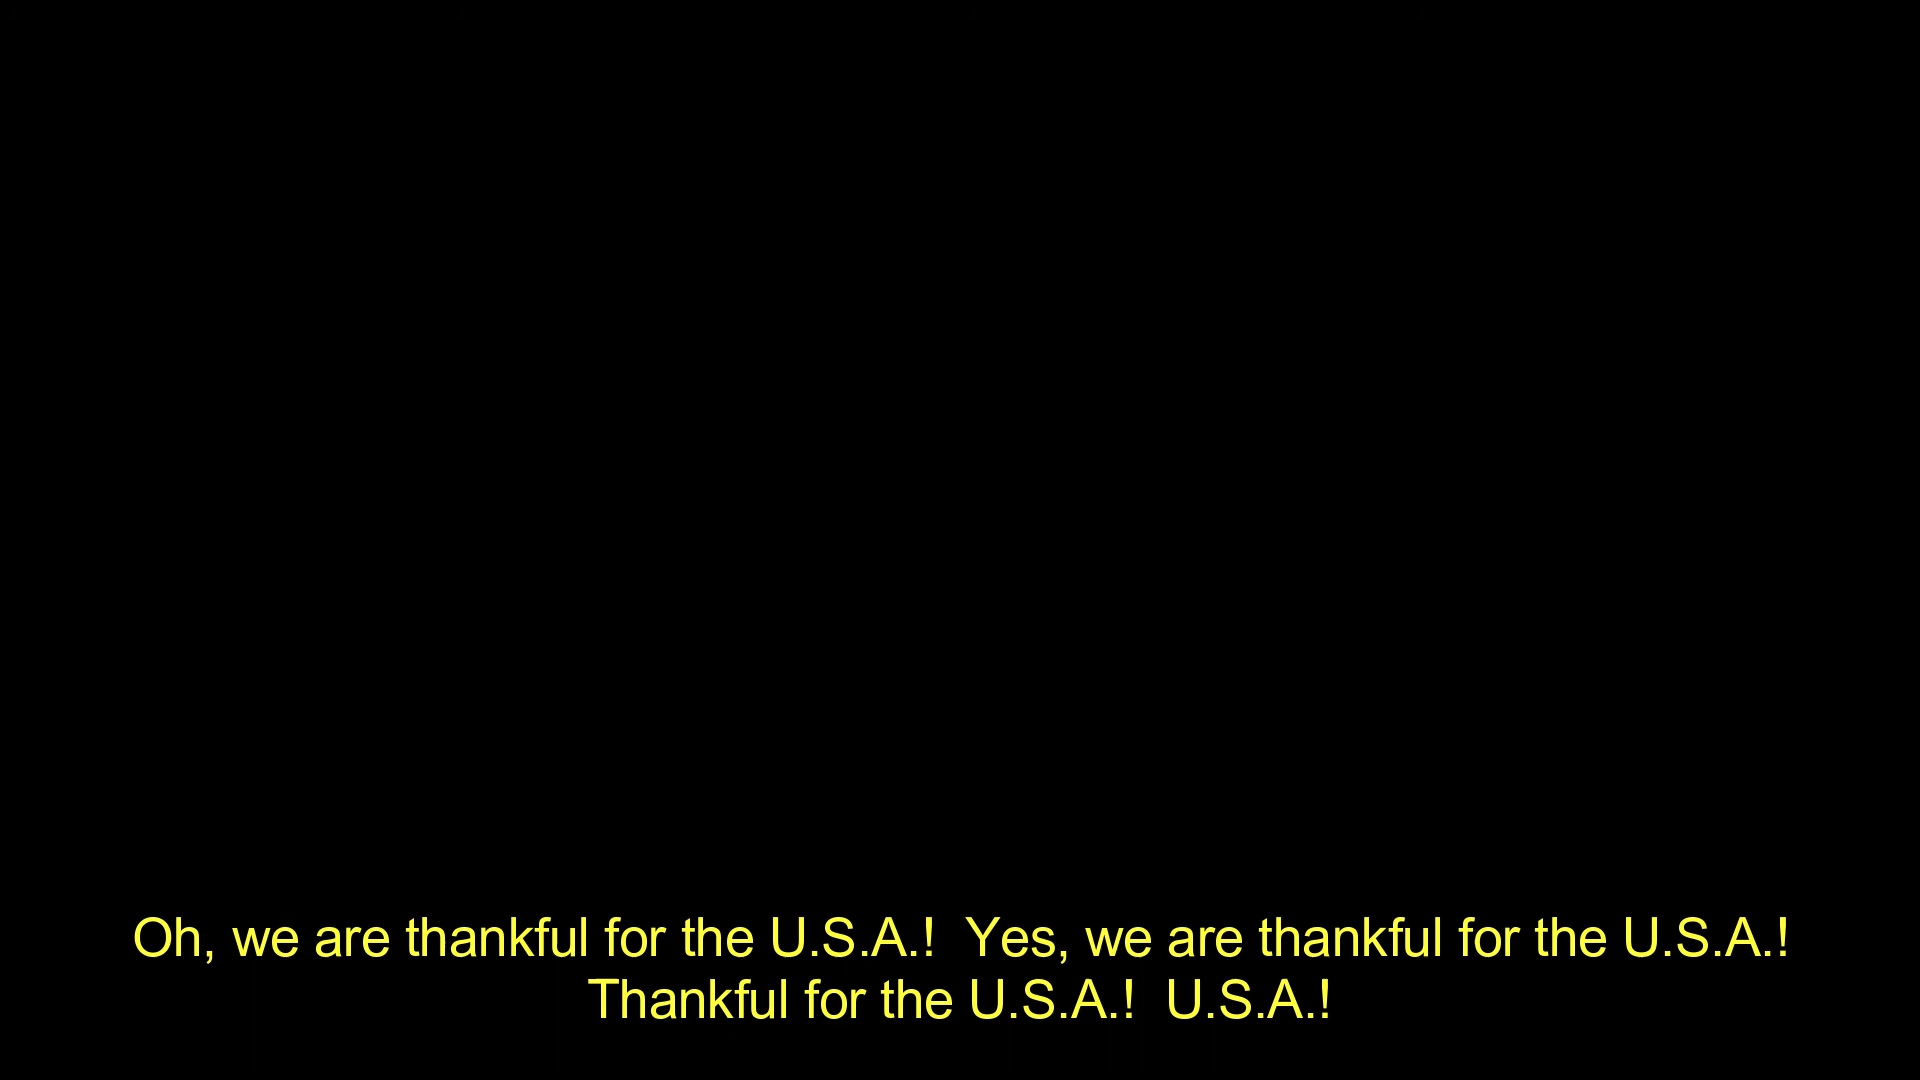 Oh, we are thankful for the U.S.A.!  Yes, we are thankful for the U.S.A.!
Thankful for the U.S.A.!  U.S.A.!